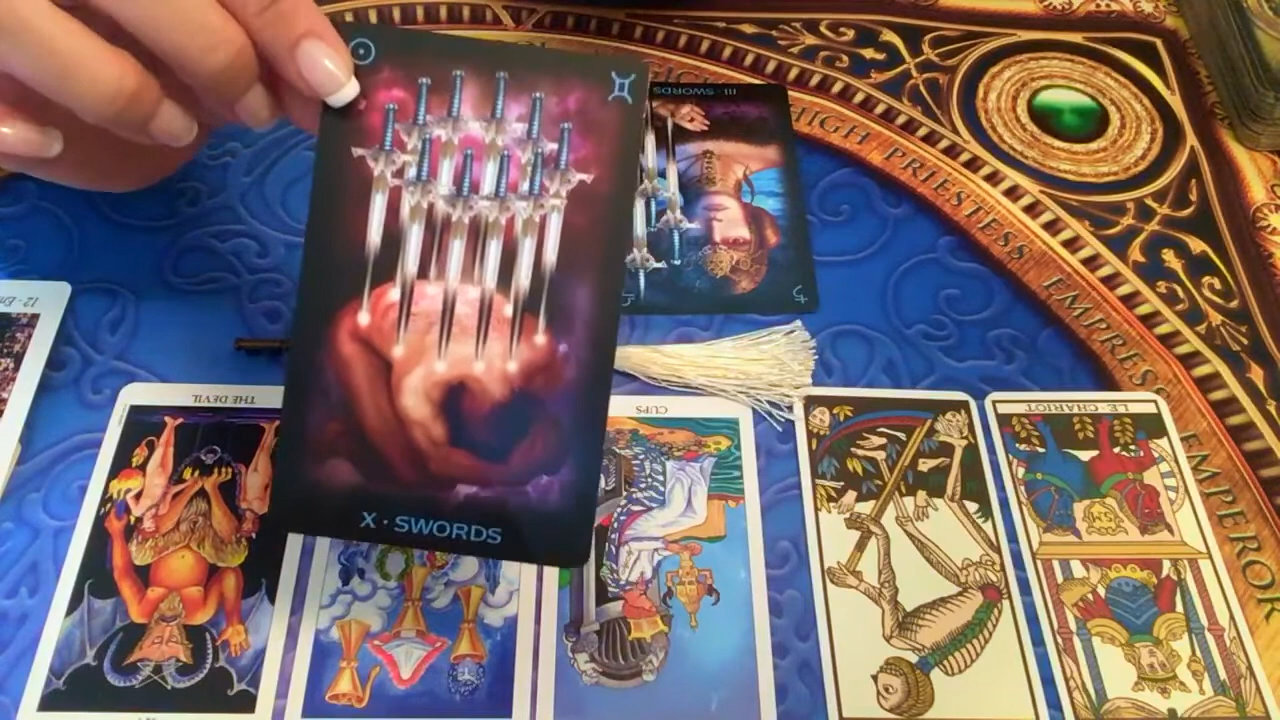 X · SWORDS
III · SWORDS
HIGH PRIESTESS EMPRESS EMPEROR
THE DEVIL
CUPS
LE · CHARIOT
S M